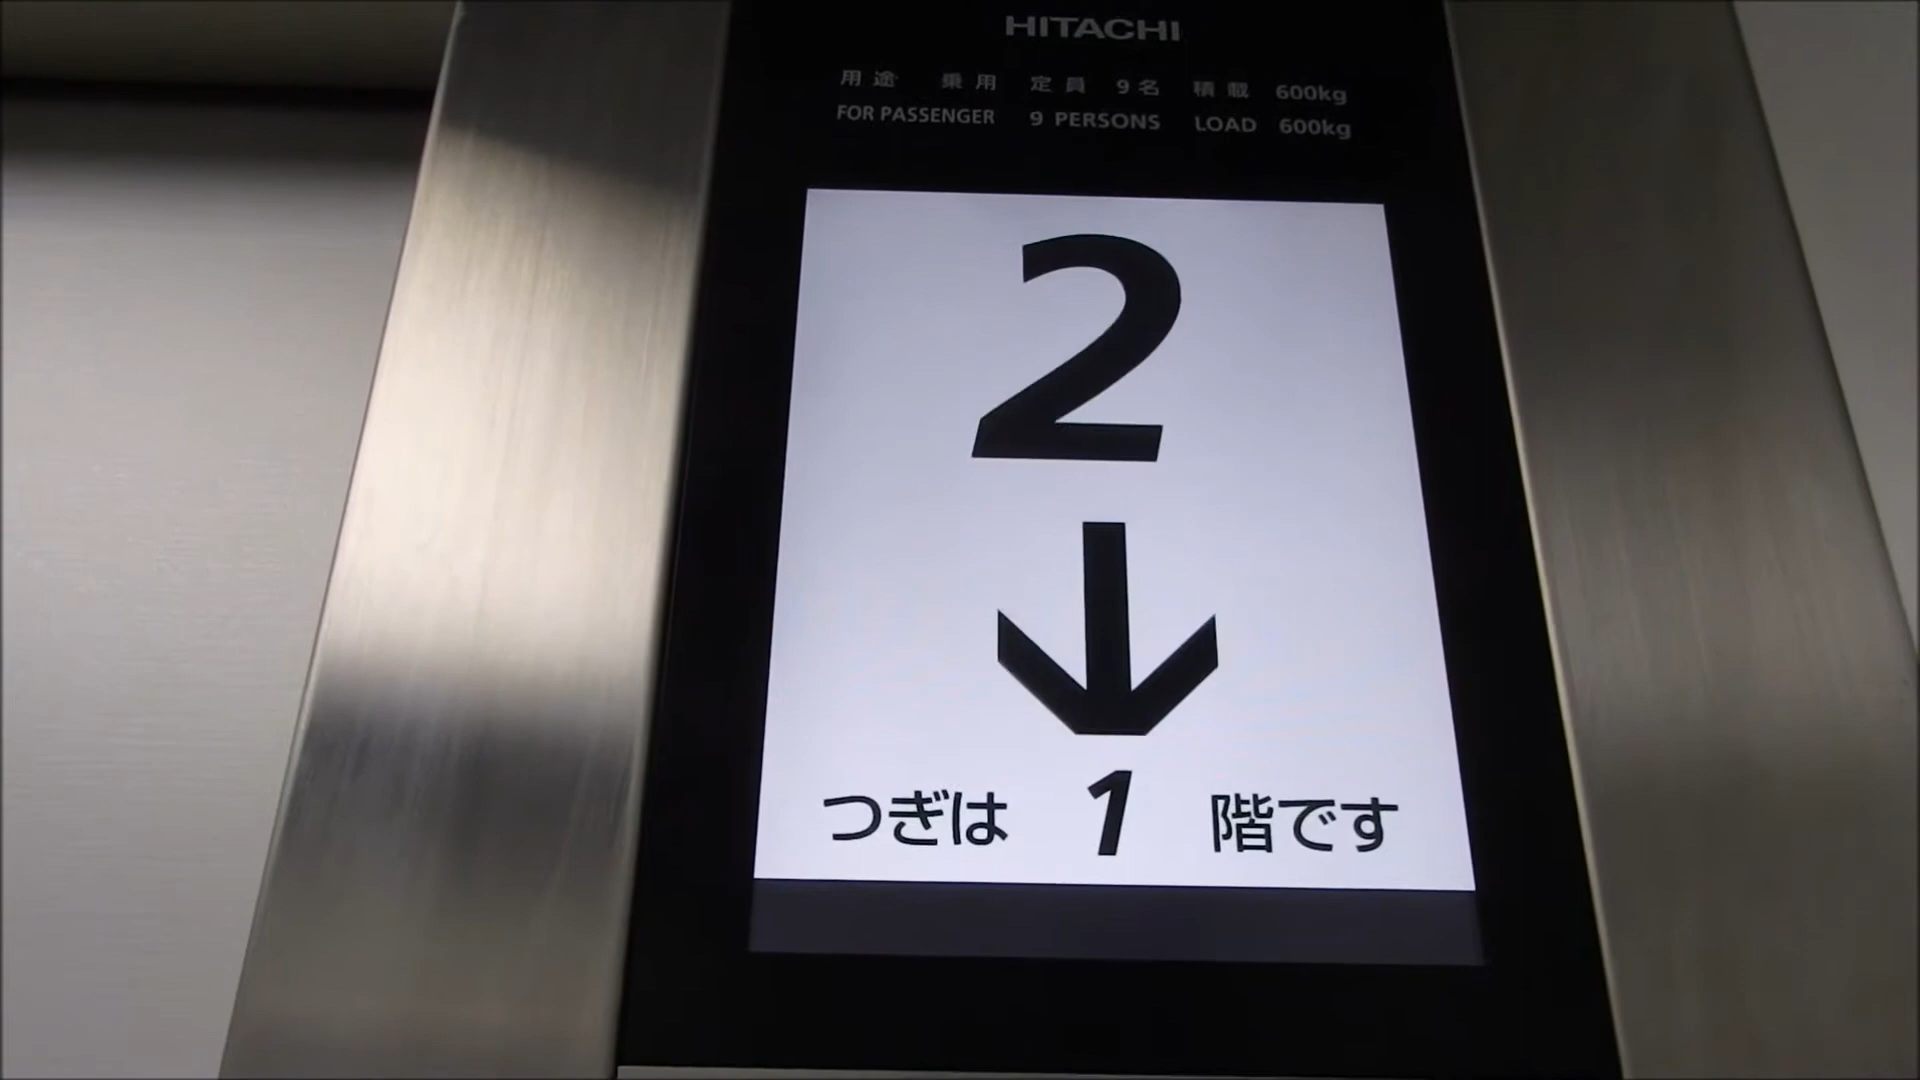 HITACHI
用途 乗用 定員 9名 積載 600kg
FOR PASSENGER 9 PERSONS LOAD 600kg
2
↓
つぎは 1 階です